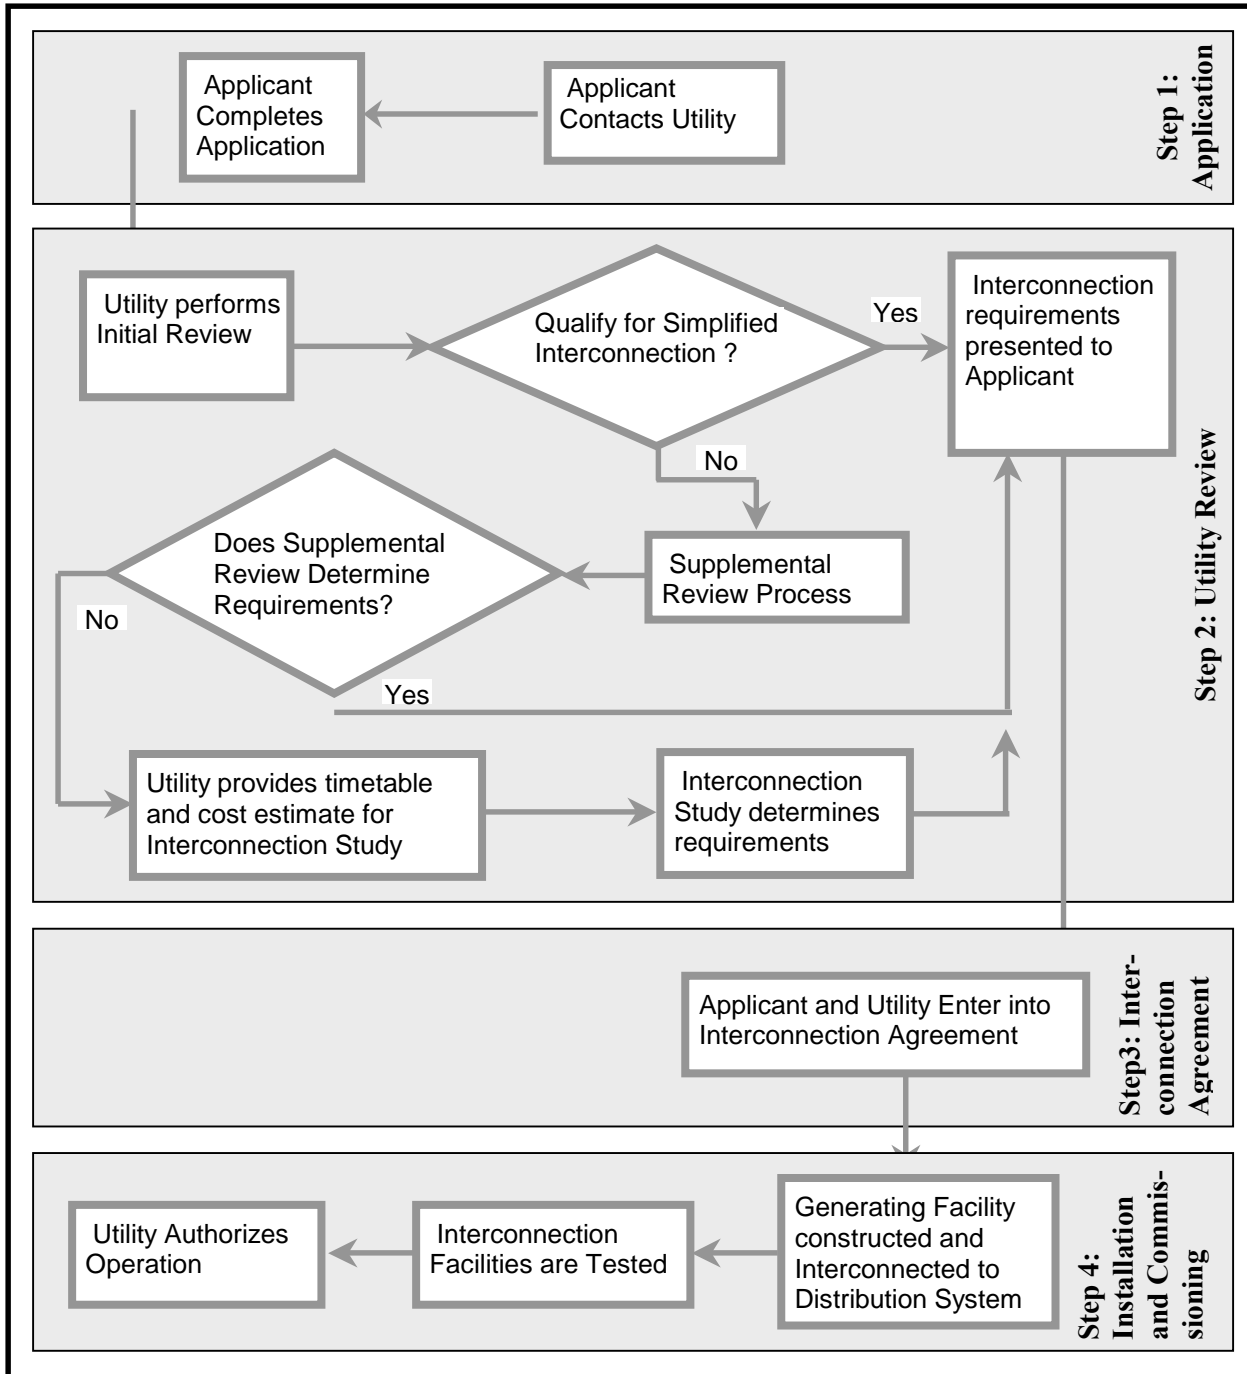 Applicant
Contacts Utility
Applicant
Completes
Application
Step 1:
Application
Utility performs
Initial Review
Qualify for Simplified
Interconnection ?
Yes
Interconnection
requirements
presented to
Applicant
No
Supplemental
Review Process
Does Supplemental
Review Determine
Requirements?
No
Yes
Utility provides timetable
and cost estimate for
Interconnection Study
Interconnection
Study determines
requirements
Step 2: Utility Review
Applicant and Utility Enter into
Interconnection Agreement
Step3: Inter-
connection
Agreement
Generating Facility
constructed and
Interconnected to
Distribution System
Interconnection
Facilities are Tested
Utility Authorizes
Operation
Step 4:
Installation
and Commis-
sioning